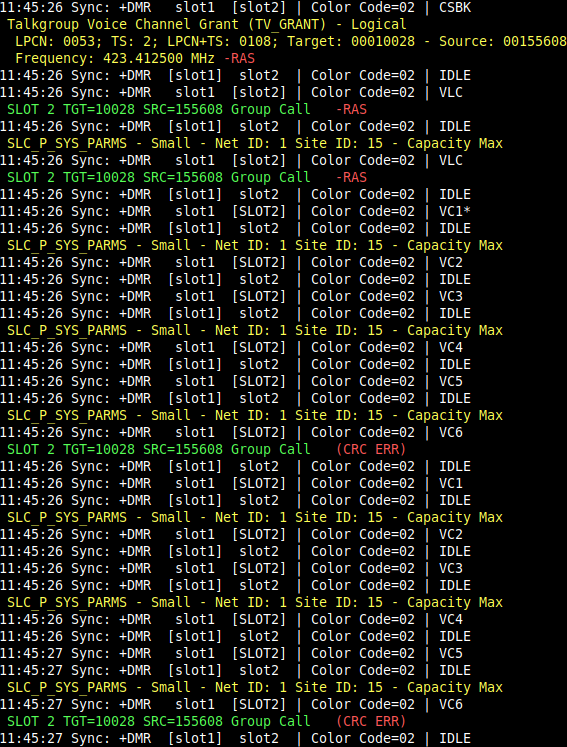 11:45:26 Sync: +DMR   slot1  [slot2] | Color Code=02 | CSBK
 Talkgroup Voice Channel Grant (TV_GRANT) - Logical
  LPCN: 0053; TS: 2; LPCN+TS: 0108; Target: 00010028 - Source: 00155608
  Frequency: 423.412500 MHz -RAS
11:45:26 Sync: +DMR  [slot1]  slot2  | Color Code=02 | IDLE
11:45:26 Sync: +DMR   slot1  [slot2] | Color Code=02 | VLC
 SLOT 2 TGT=10028 SRC=155608 Group Call   -RAS
11:45:26 Sync: +DMR  [slot1]  slot2  | Color Code=02 | IDLE
 SLC_P_SYS_PARMS - Small - Net ID: 1 Site ID: 15 - Capacity Max
11:45:26 Sync: +DMR   slot1  [slot2] | Color Code=02 | VLC
 SLOT 2 TGT=10028 SRC=155608 Group Call   -RAS
11:45:26 Sync: +DMR  [slot1]  slot2  | Color Code=02 | IDLE
11:45:26 Sync: +DMR   slot1  [SLOT2] | Color Code=02 | VC1*
11:45:26 Sync: +DMR  [slot1]  slot2  | Color Code=02 | IDLE
 SLC_P_SYS_PARMS - Small - Net ID: 1 Site ID: 15 - Capacity Max
11:45:26 Sync: +DMR   slot1  [SLOT2] | Color Code=02 | VC2
11:45:26 Sync: +DMR  [slot1]  slot2  | Color Code=02 | IDLE
11:45:26 Sync: +DMR   slot1  [SLOT2] | Color Code=02 | VC3
11:45:26 Sync: +DMR  [slot1]  slot2  | Color Code=02 | IDLE
 SLC_P_SYS_PARMS - Small - Net ID: 1 Site ID: 15 - Capacity Max
11:45:26 Sync: +DMR   slot1  [SLOT2] | Color Code=02 | VC4
11:45:26 Sync: +DMR  [slot1]  slot2  | Color Code=02 | IDLE
11:45:26 Sync: +DMR   slot1  [SLOT2] | Color Code=02 | VC5
11:45:26 Sync: +DMR  [slot1]  slot2  | Color Code=02 | IDLE
 SLC_P_SYS_PARMS - Small - Net ID: 1 Site ID: 15 - Capacity Max
11:45:26 Sync: +DMR   slot1  [SLOT2] | Color Code=02 | VC6
 SLOT 2 TGT=10028 SRC=155608 Group Call   (CRC ERR)
11:45:26 Sync: +DMR  [slot1]  slot2  | Color Code=02 | IDLE
11:45:26 Sync: +DMR   slot1  [SLOT2] | Color Code=02 | VC1
11:45:26 Sync: +DMR  [slot1]  slot2  | Color Code=02 | IDLE
 SLC_P_SYS_PARMS - Small - Net ID: 1 Site ID: 15 - Capacity Max
11:45:26 Sync: +DMR   slot1  [SLOT2] | Color Code=02 | VC2
11:45:26 Sync: +DMR  [slot1]  slot2  | Color Code=02 | IDLE
11:45:26 Sync: +DMR   slot1  [SLOT2] | Color Code=02 | VC3
11:45:26 Sync: +DMR  [slot1]  slot2  | Color Code=02 | IDLE
 SLC_P_SYS_PARMS - Small - Net ID: 1 Site ID: 15 - Capacity Max
11:45:26 Sync: +DMR   slot1  [SLOT2] | Color Code=02 | VC4
11:45:26 Sync: +DMR  [slot1]  slot2  | Color Code=02 | IDLE
11:45:27 Sync: +DMR   slot1  [SLOT2] | Color Code=02 | VC5
11:45:27 Sync: +DMR  [slot1]  slot2  | Color Code=02 | IDLE
 SLC_P_SYS_PARMS - Small - Net ID: 1 Site ID: 15 - Capacity Max
11:45:27 Sync: +DMR   slot1  [SLOT2] | Color Code=02 | VC6
 SLOT 2 TGT=10028 SRC=155608 Group Call   (CRC ERR)
11:45:27 Sync: +DMR  [slot1]  slot2  | Color Code=02 | IDLE